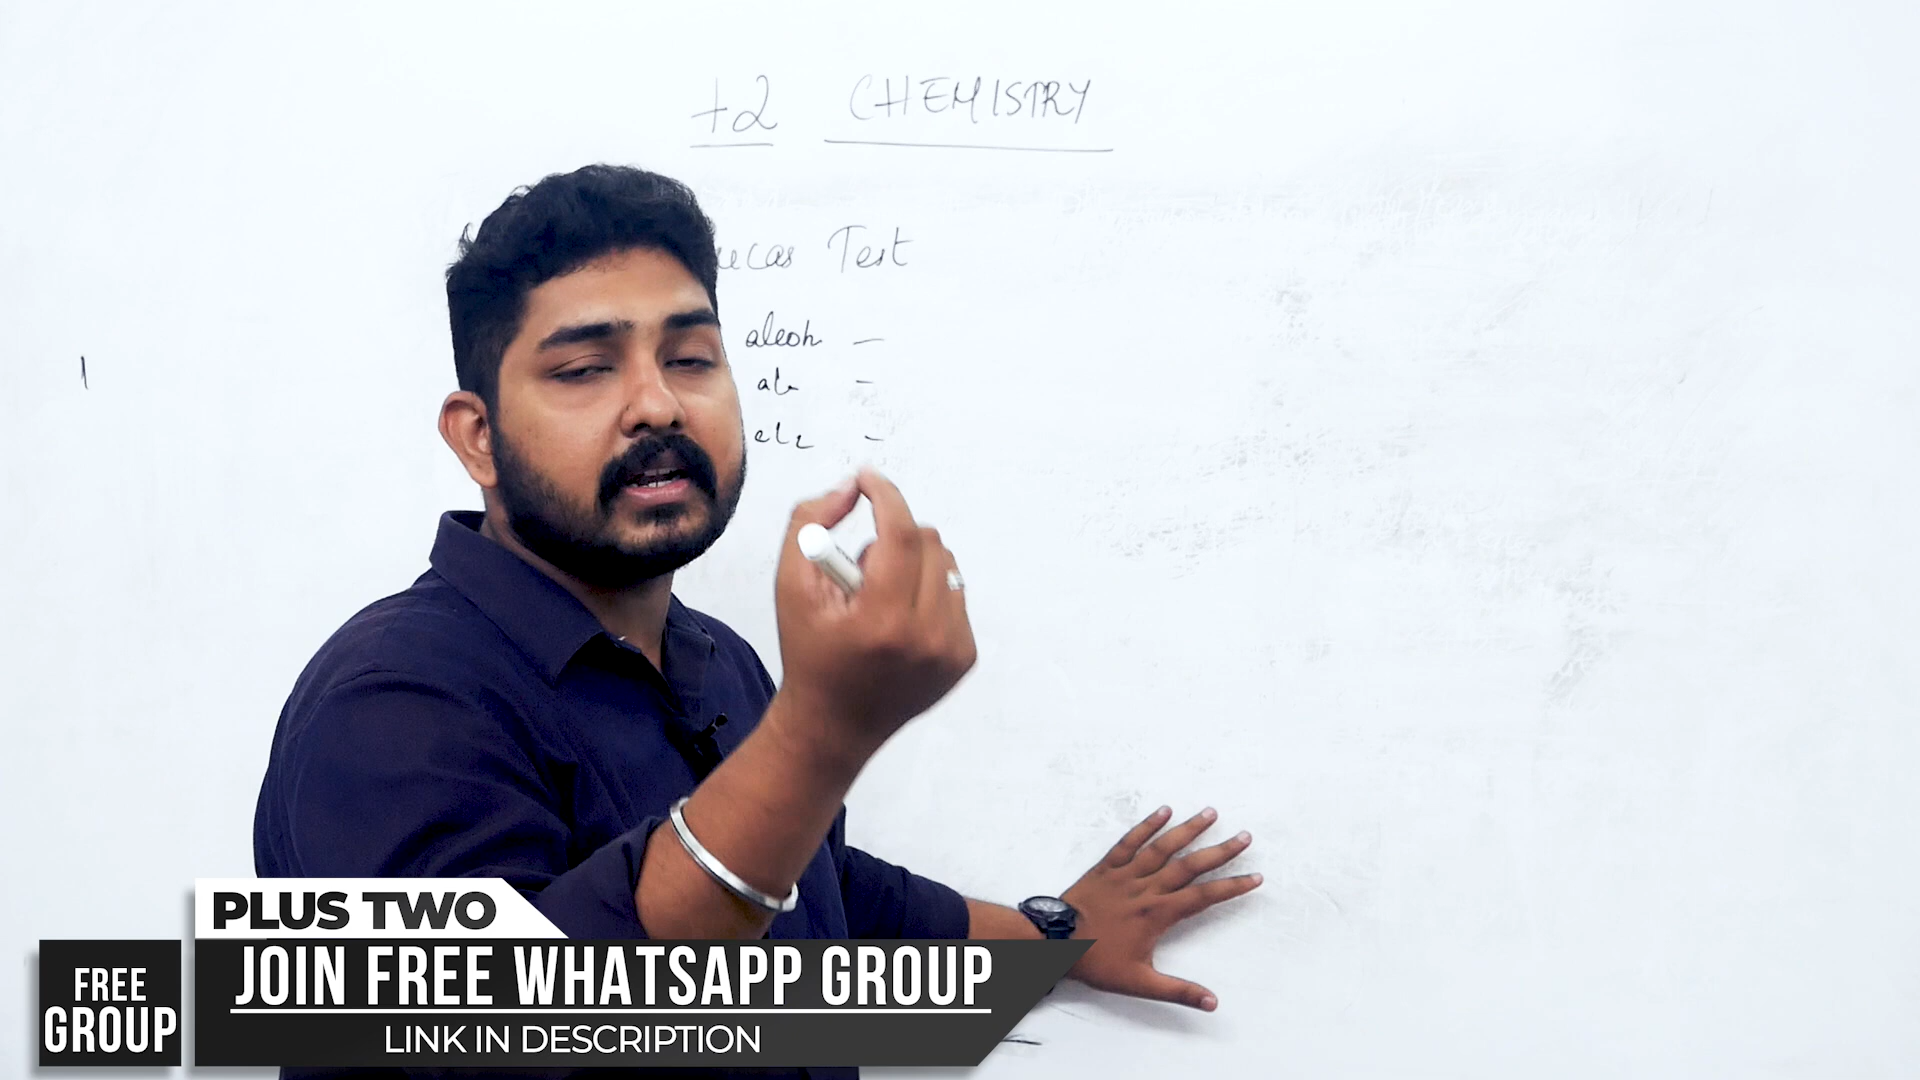 +2 CHEMISTRY
Test
alcoh –
–
–
PLUS TWO
JOIN FREE WHATSAPP GROUP
LINK IN DESCRIPTION
FREE
GROUP